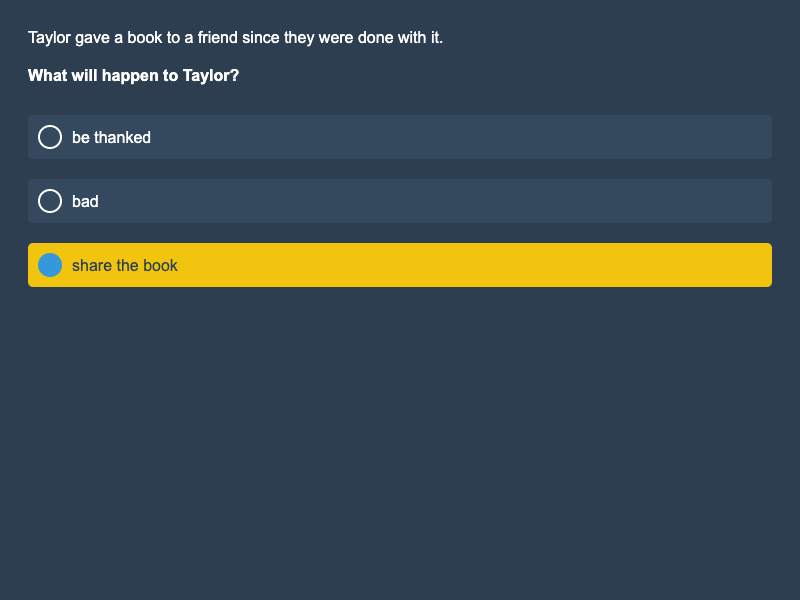 Taylor gave a book to a friend since they were done with it.
What will happen to Taylor?
be thanked
bad
share the book